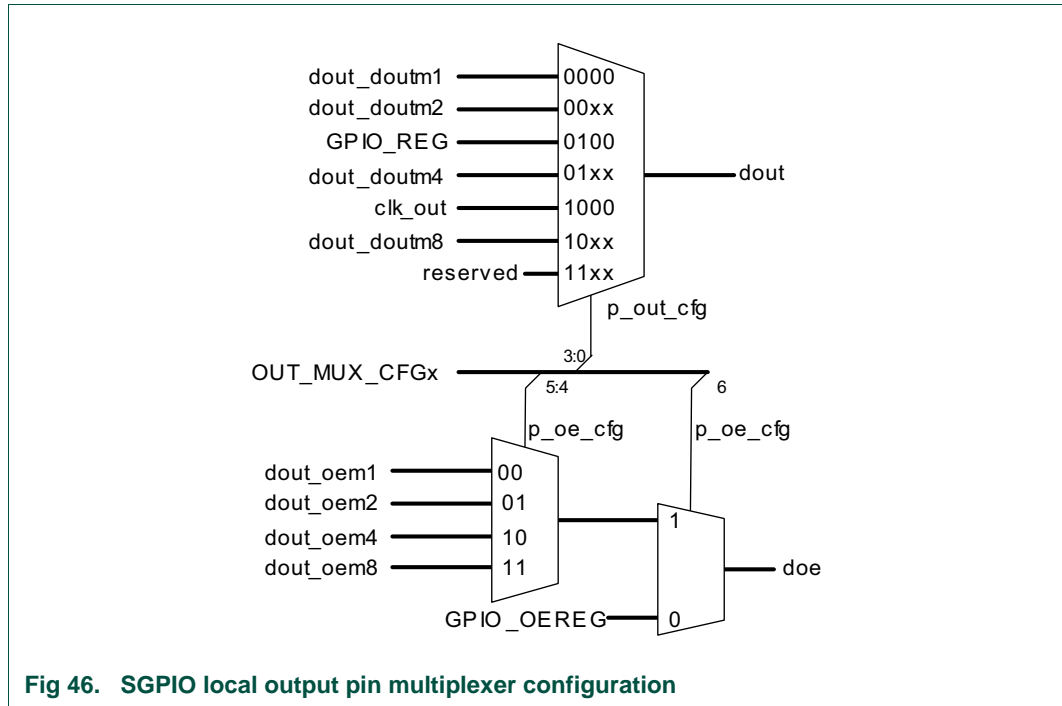 dout_doutm1 0000
dout_doutm2 00xx
GPIO_REG 0100
dout_doutm4 01xx dout
clk_out 1000
dout_doutm8 10xx
reserved 11xx
p_out_cfg
3:0
OUT_MUX_CFGx
5:4 6
p_oe_cfg p_oe_cfg
dout_oem1 00
dout_oem2 01
1
dout_oem4 10
dout_oem8 11 doe
GPIO_OEREG 0
Fig 46. SGPIO local output pin multiplexer configuration